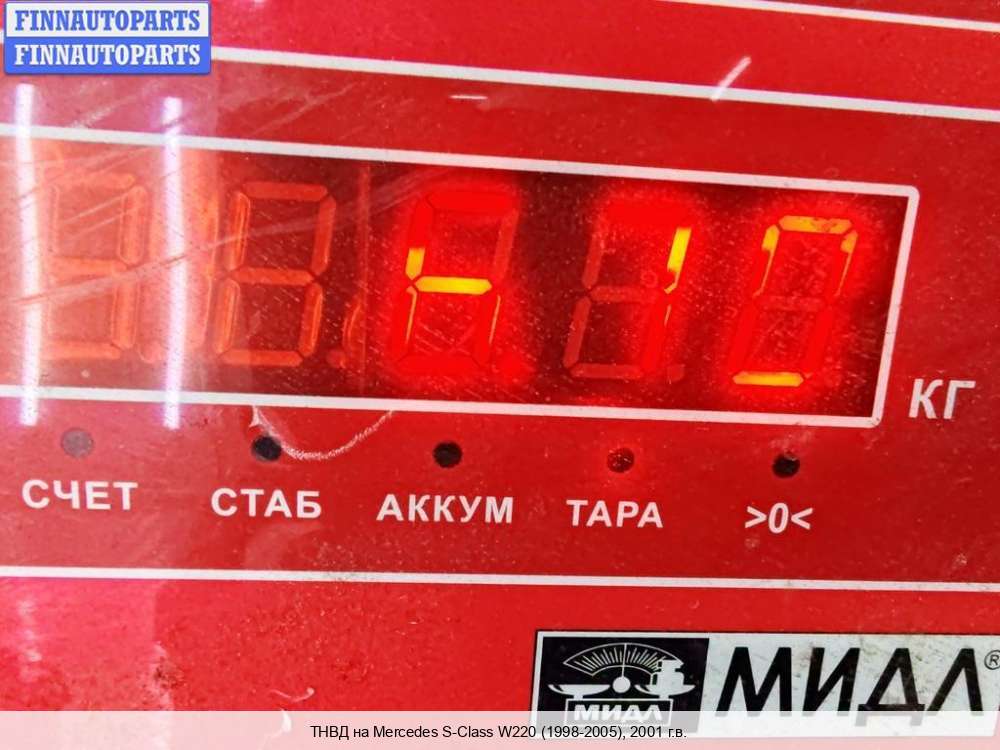 FINNAUTOPARTS
FINNAUTOPARTS
КГ
СЧЕТ СТАБ АККУМ ТАРА >0<
МИДЛ®
МИДЛ
ТНВД на Mercedes S-Class W220 (1998-2005), 2001 г.в.